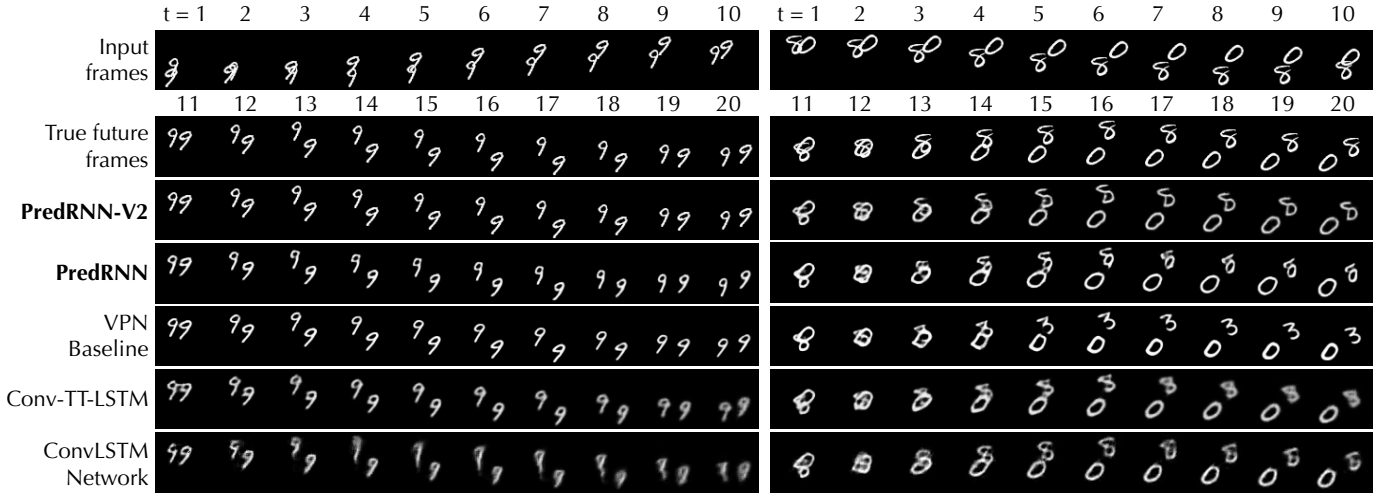 t = 1 2 3 4 5 6 7 8 9 10 t = 1 2 3 4 5 6 7 8 9 10
Input
frames
11 12 13 14 15 16 17 18 19 20 11 12 13 14 15 16 17 18 19 20
True future
frames
PredRNN-V2
PredRNN
VPN
Baseline
Conv-TT-LSTM
ConvLSTM
Network